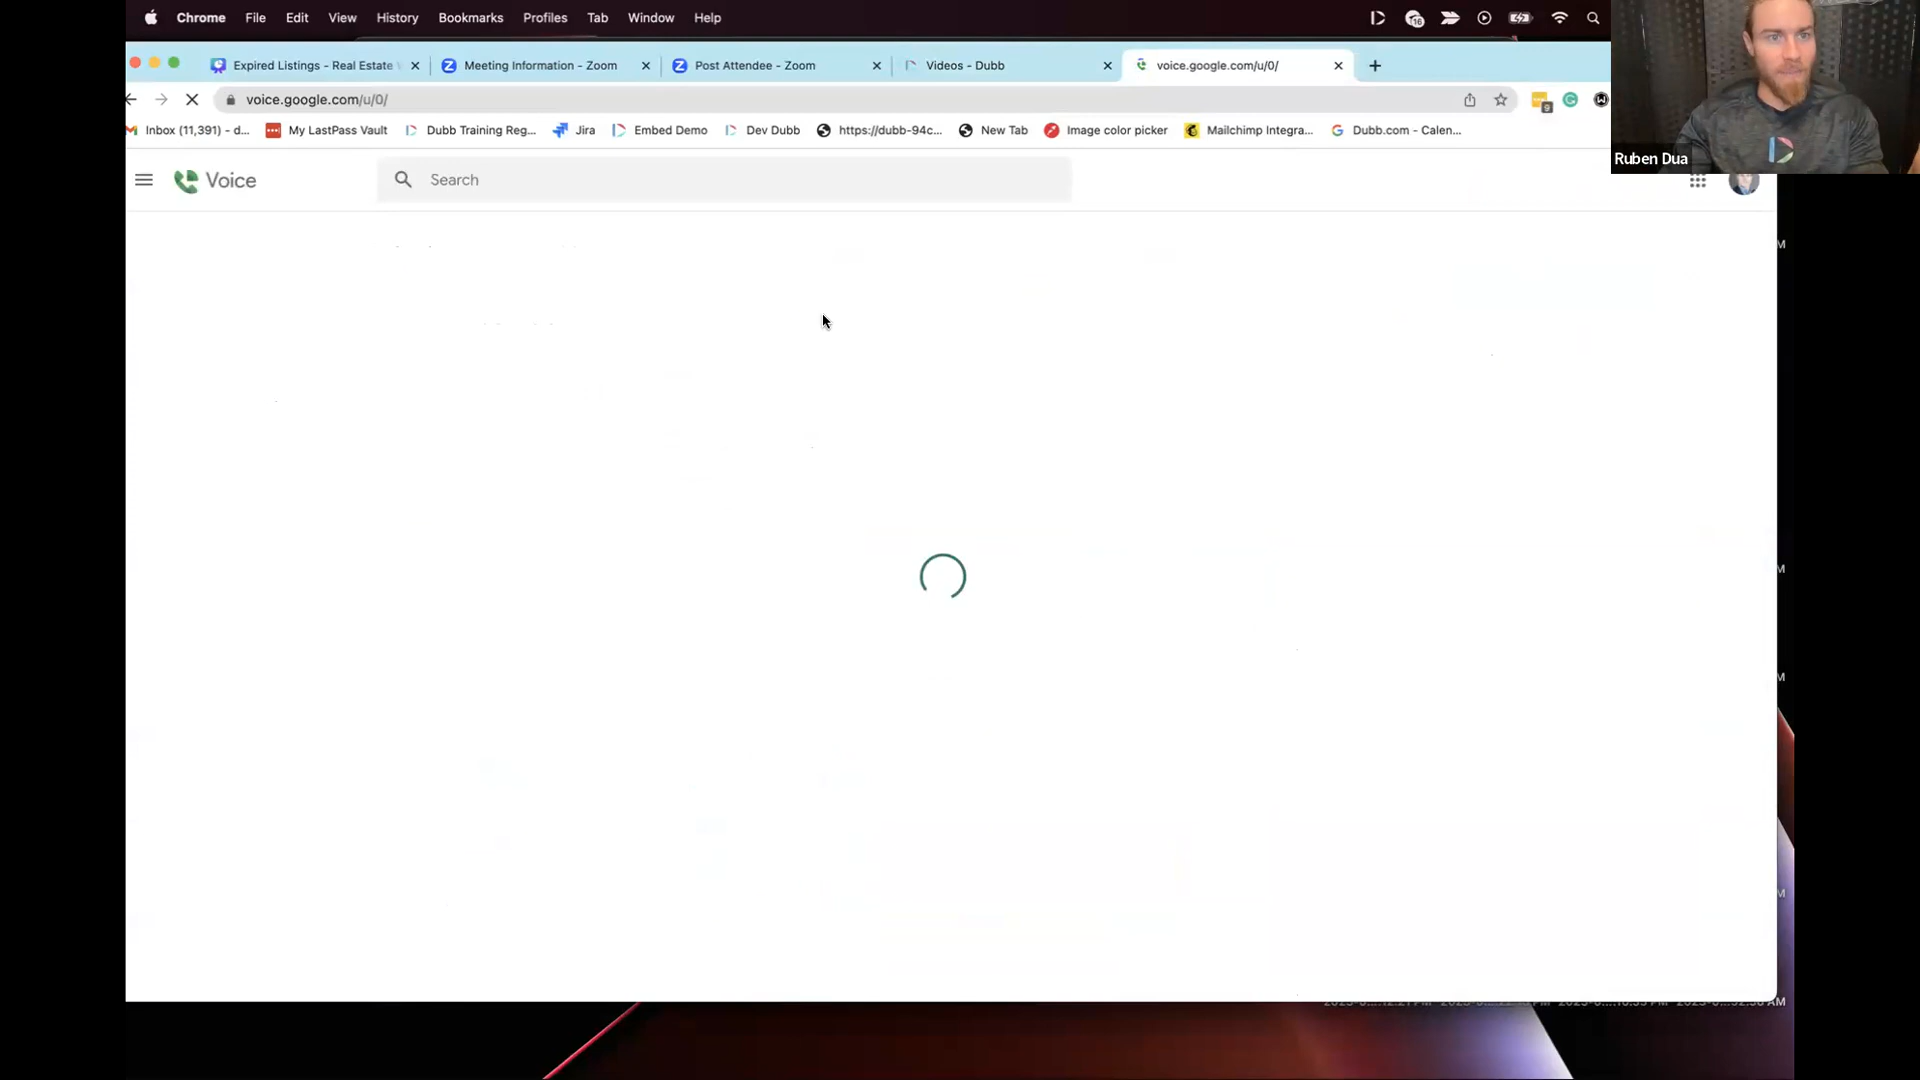 Chrome File Edit View History Bookmarks Profiles Tab Window Help
16
Expired Listings - Real Estate
Meeting Information - Zoom
Post Attendee - Zoom
Videos - Dubb
voice.google.com/u/0/
voice.google.com/u/0/
9
Inbox (11,391) - d...
My LastPass Vault
Dubb Training Reg...
Jira
Embed Demo
Dev Dubb
https://dubb-94c...
New Tab
Image color picker
Mailchimp Integra...
Dubb.com - Calen...
Ruben Dua
Voice
Search
M
M
M
M
AM